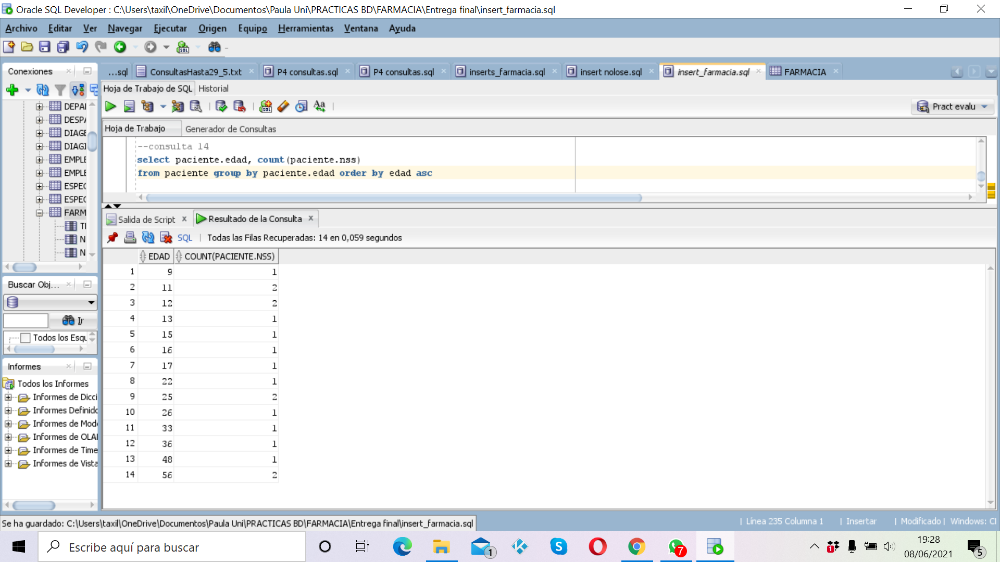 Oracle SQL Developer : C:\Users\taxil\OneDrive\Documentos\Paula Uni\PRACTICAS BD\FARMACIA\Entrega final\insert_farmacia.sql
Archivo Editar Ver Navegar Ejecutar Origen Equipo Herramientas Ventana Ayuda
Conexiones
...sql ConsultasHasta29_5.txt P4 consultas.sql P4 consultas.sql inserts_farmacia.sql insert nolose.sql insert_farmacia.sql FARMACIA
Hoja de Trabajo de SQL Historial
Pract evalu
Hoja de Trabajo Generador de Consultas
DEPAI
DESPA
DIAGE
DIAGI
EMPLE
EMPLE
ESPEC
ESPEC
FARM
TI
N
N
--consulta 14
select paciente.edad, count(paciente.nss)
from paciente group by paciente.edad order by edad asc
Salida de Script Resultado de la Consulta
SQL Todas las Filas Recuperadas: 14 en 0,059 segundos
EDAD COUNT(PACIENTE.NSS)
1 9 1
2 11 2
3 12 2
4 13 1
5 15 1
6 16 1
7 17 1
8 22 1
9 25 2
10 26 1
11 33 1
12 36 1
13 48 1
14 56 2
Buscar Obj...
Ir
Todos los Esqu
Informes
Todos los Informes
Informes de Dicci
Informes Definido
Informes de Mode
Informes de OLAI
Informes de Time
Informes de Vista
Se ha guardado: C:\Users\taxil\OneDrive\Documentos\Paula Uni\PRACTICAS BD\FARMACIA\Entrega final\insert_farmacia.sql
Línea 235 Columna 1 Insertar Modificado Windows: CI
Escribe aquí para buscar
1
7
1
19:28
08/06/2021
5